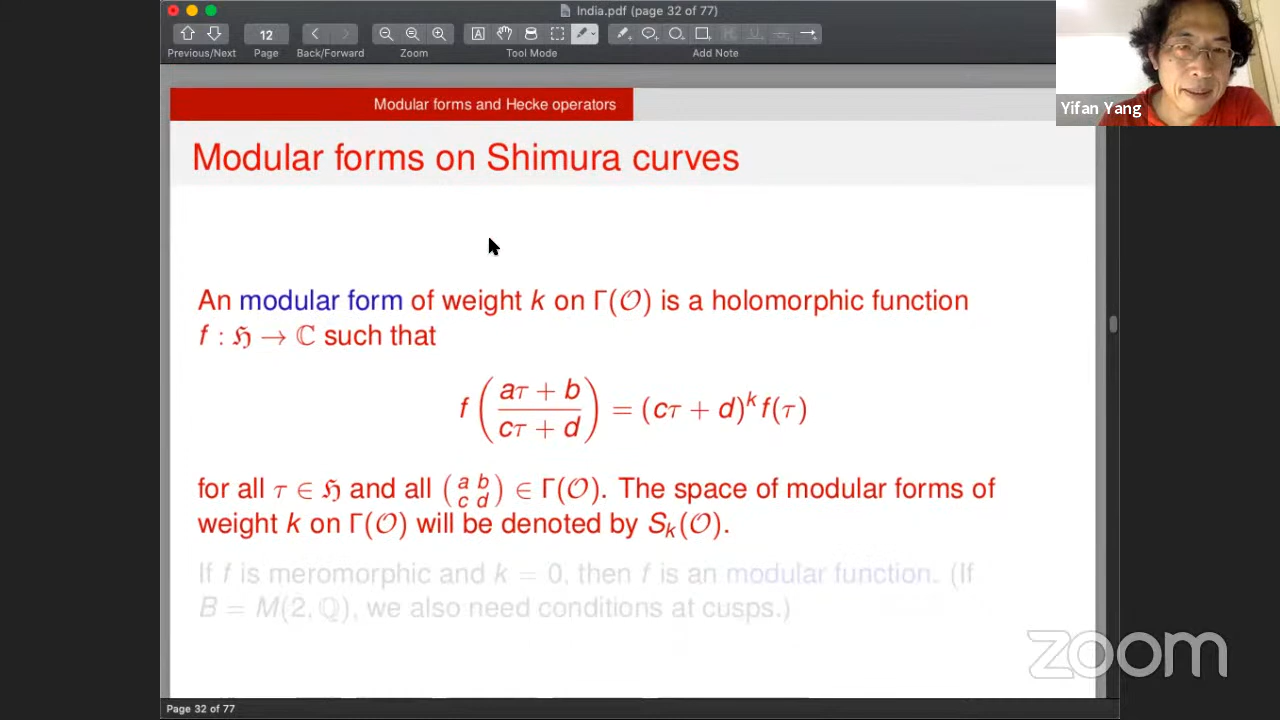 India.pdf (page 32 of 77)
12
Previous/Next Page Back/Forward Zoom Tool Mode Add Note
Yifan Yang
Modular forms and Hecke operators
Modular forms on Shimura curves
An modular form of weight k on Γ(𝒪) is a holomorphic function
f : ℌ → ℂ such that
f ( (aτ + b) / (cτ + d) ) = (cτ + d)^k f(τ)
for all τ ∈ ℌ and all (a b / c d) ∈ Γ(𝒪). The space of modular forms of
weight k on Γ(𝒪) will be denoted by S_k(𝒪).
If f is meromorphic and k = 0, then f is an modular function. (If
B = M(2, ℚ), we also need conditions at cusps.)
zoom
Page 32 of 77